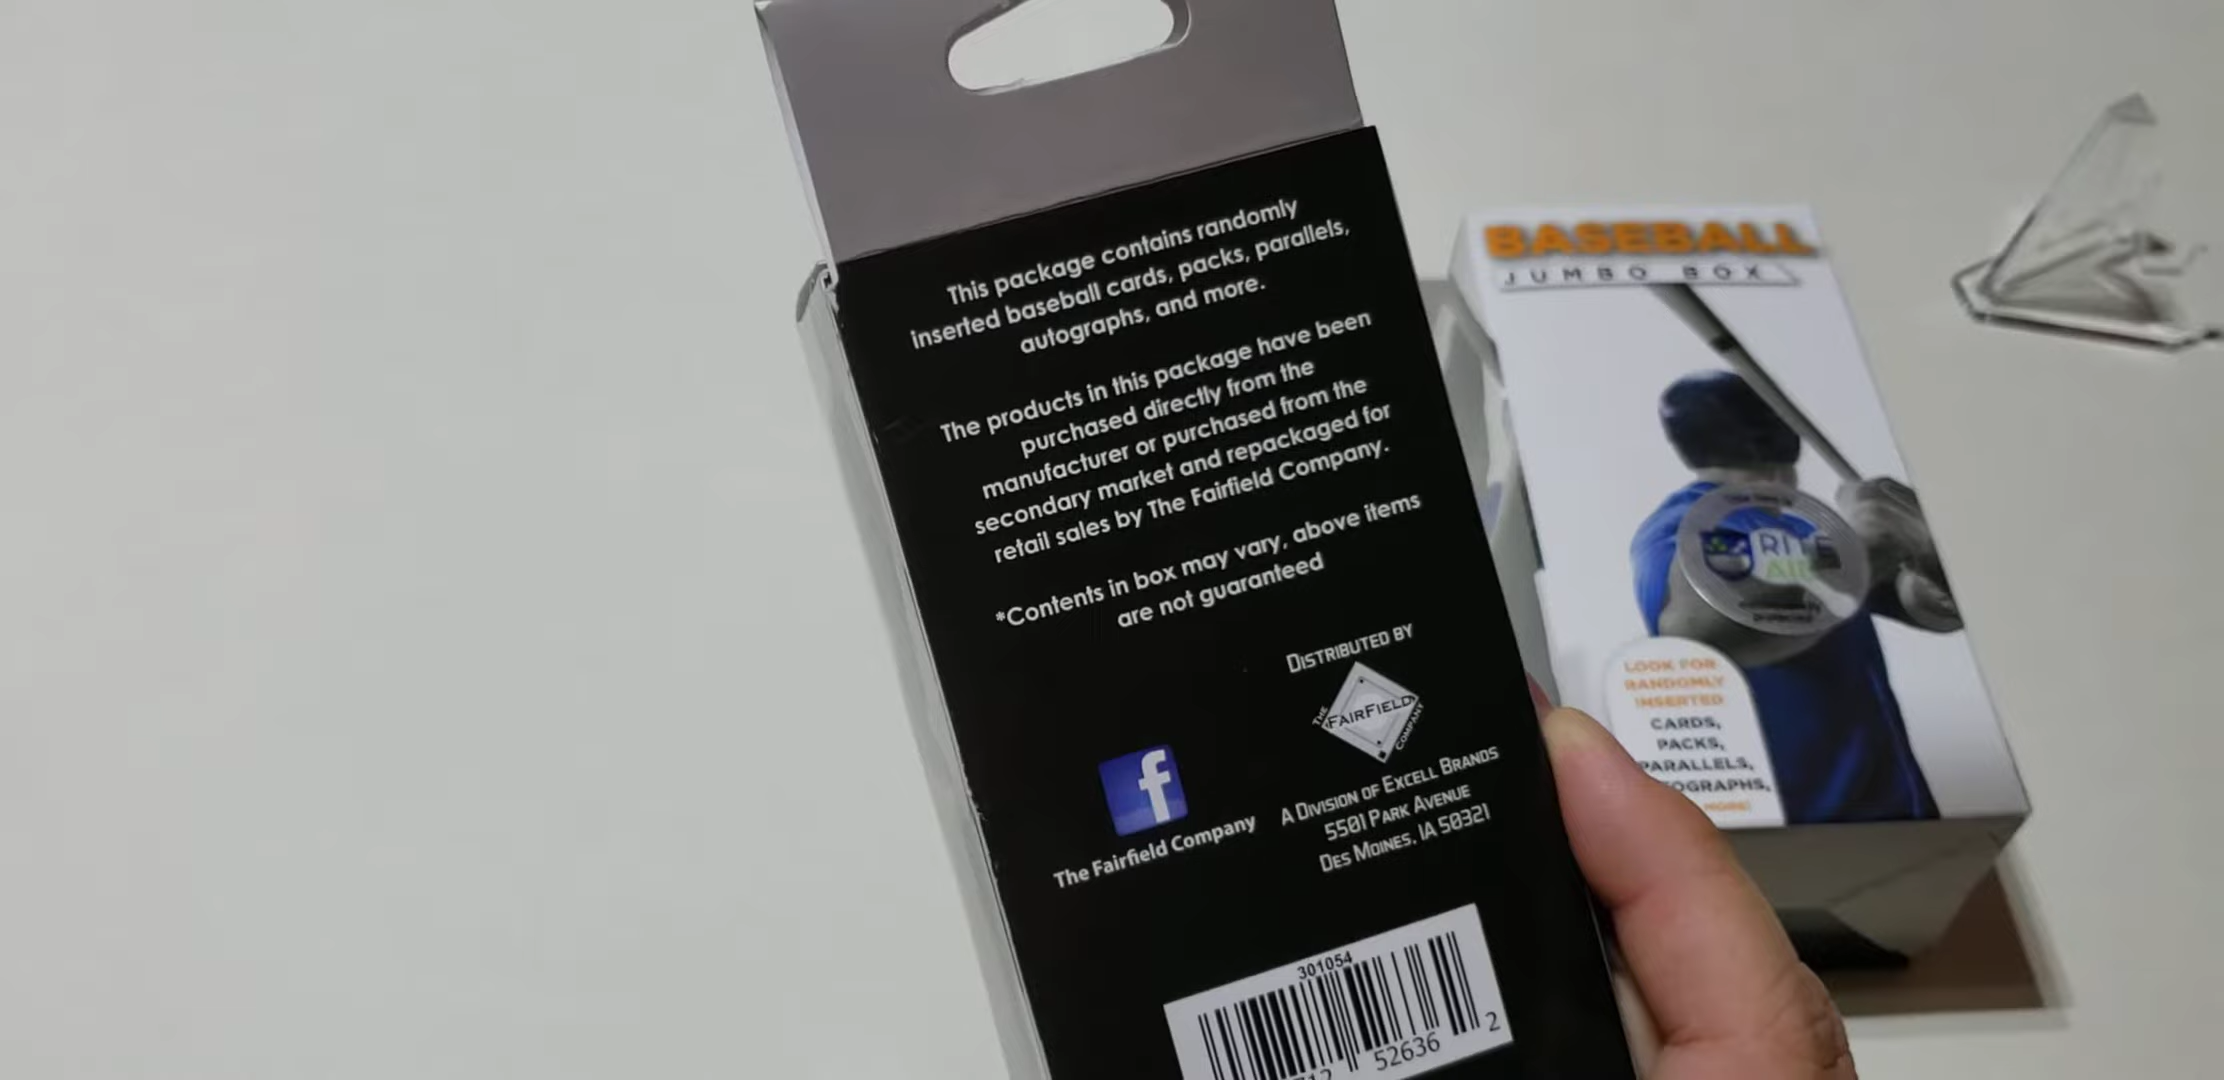 This package contains randomly
inserted baseball cards, packs, parallels,
autographs, and more.
The products in this package have been
purchased directly from the
manufacturer or purchased from the
secondary market and repackaged for
retail sales by The Fairfield Company.
*Contents in box may vary, above items
are not guaranteed
DISTRIBUTED BY
THE
FAIRFIELD
COMPANY
A DIVISION OF EXCELL BRANDS
5501 PARK AVENUE
DES MOINES, IA 50321
f
The Fairfield Company
301054
52636
2
BASEBALL
JUMBO BOX
RITE
AID
LOOK FOR
RANDOMLY
INSERTED
CARDS,
PACKS,
PARALLELS,
TOGRAPHS,
MORE!